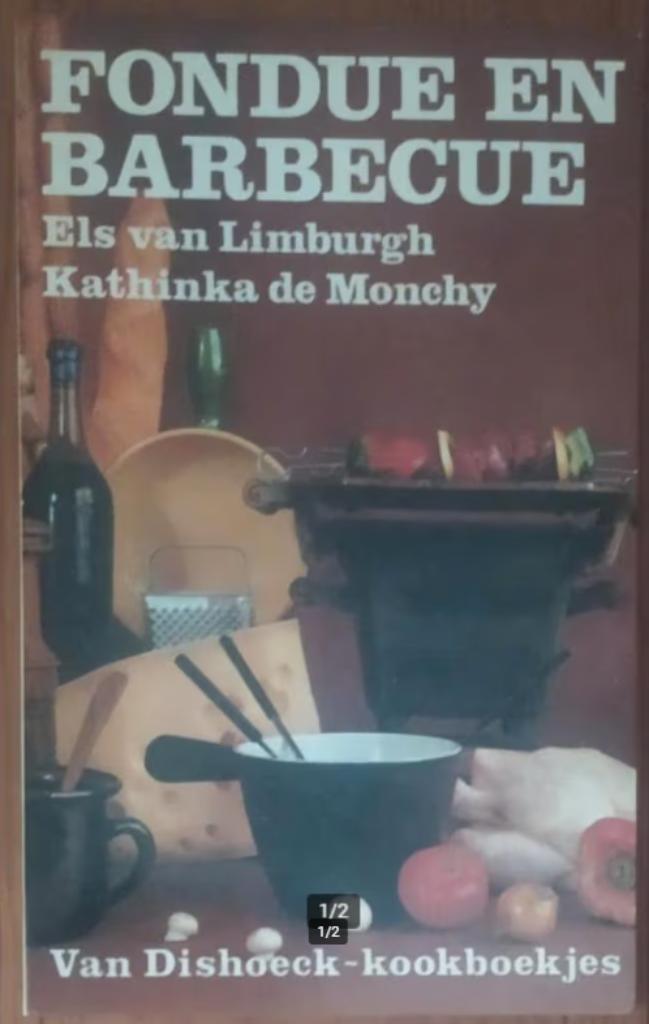 FONDUE EN
BARBECUE
Els van Limburgh
Kathinka de Monchy
1/2
1/2
Van Dishoeck-kookboekjes